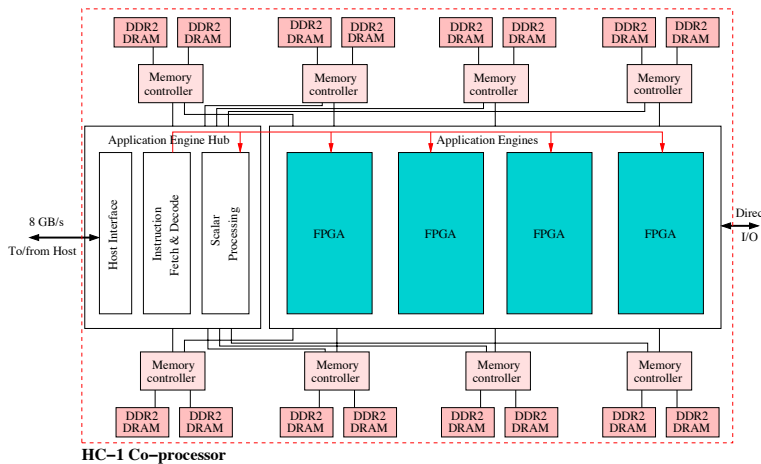 DDR2 DRAM
DDR2 DRAM
DDR2 DRAM
DDR2 DRAM
DDR2 DRAM
DDR2 DRAM
DDR2 DRAM
DDR2 DRAM
Memory
controller
Memory
controller
Memory
controller
Memory
controller
Application Engine Hub
Application Engines
Host Interface
Instruction
Fetch & Decode
Scalar
Processing
FPGA
FPGA
FPGA
FPGA
8 GB/s
To/from Host
Direc
I/O
Memory
controller
Memory
controller
Memory
controller
Memory
controller
DDR2
DRAM
DDR2
DRAM
DDR2
DRAM
DDR2
DRAM
DDR2
DRAM
DDR2
DRAM
DDR2
DRAM
DDR2
DRAM
HC−1 Co−processor